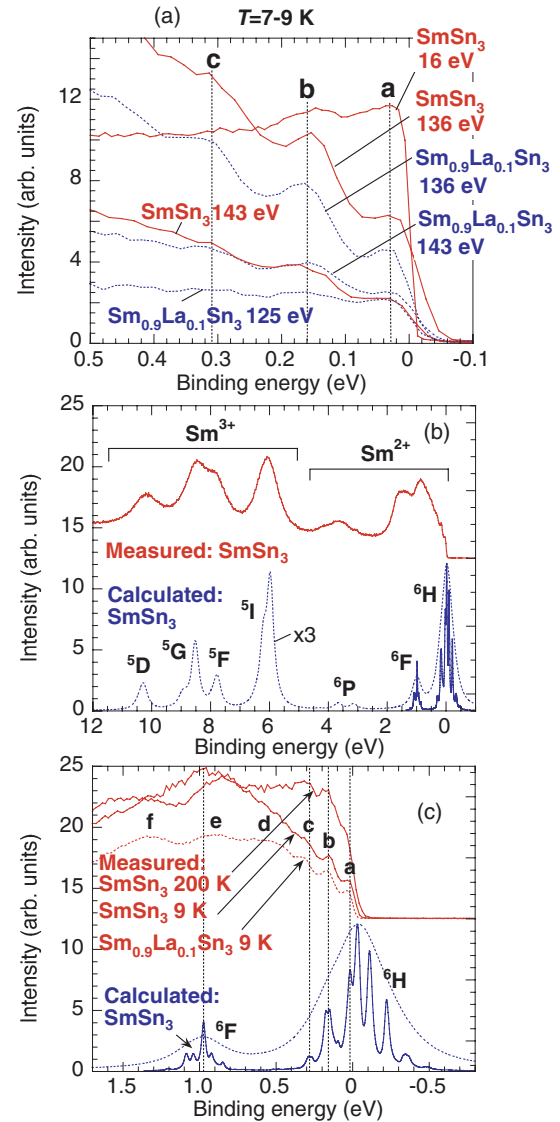 (a)
T=7-9 K
SmSn3
16 eV
SmSn3
136 eV
Sm0.9La0.1Sn3
136 eV
Sm0.9La0.1Sn3
143 eV
SmSn3 143 eV
Sm0.9La0.1Sn3 125 eV
c
b
a
12
8
4
0
Intensity (arb. units)
0.5
0.4
0.3
0.2
0.1
0
-0.1
Binding energy (eV)
(b)
Sm3+
Sm2+
Measured: SmSn3
Calculated:
SmSn3
5D
5G
5F
5I
x3
6P
6F
6H
25
20
15
10
5
0
Intensity (arb. units)
12
10
8
6
4
2
0
Binding energy (eV)
(c)
f
e
d
c
b
a
Measured:
SmSn3 200 K
SmSn3 9 K
Sm0.9La0.1Sn3 9 K
Calculated:
SmSn3
6F
6H
25
20
15
10
5
0
Intensity (arb. units)
1.5
1.0
0.5
0
-0.5
Binding energy (eV)